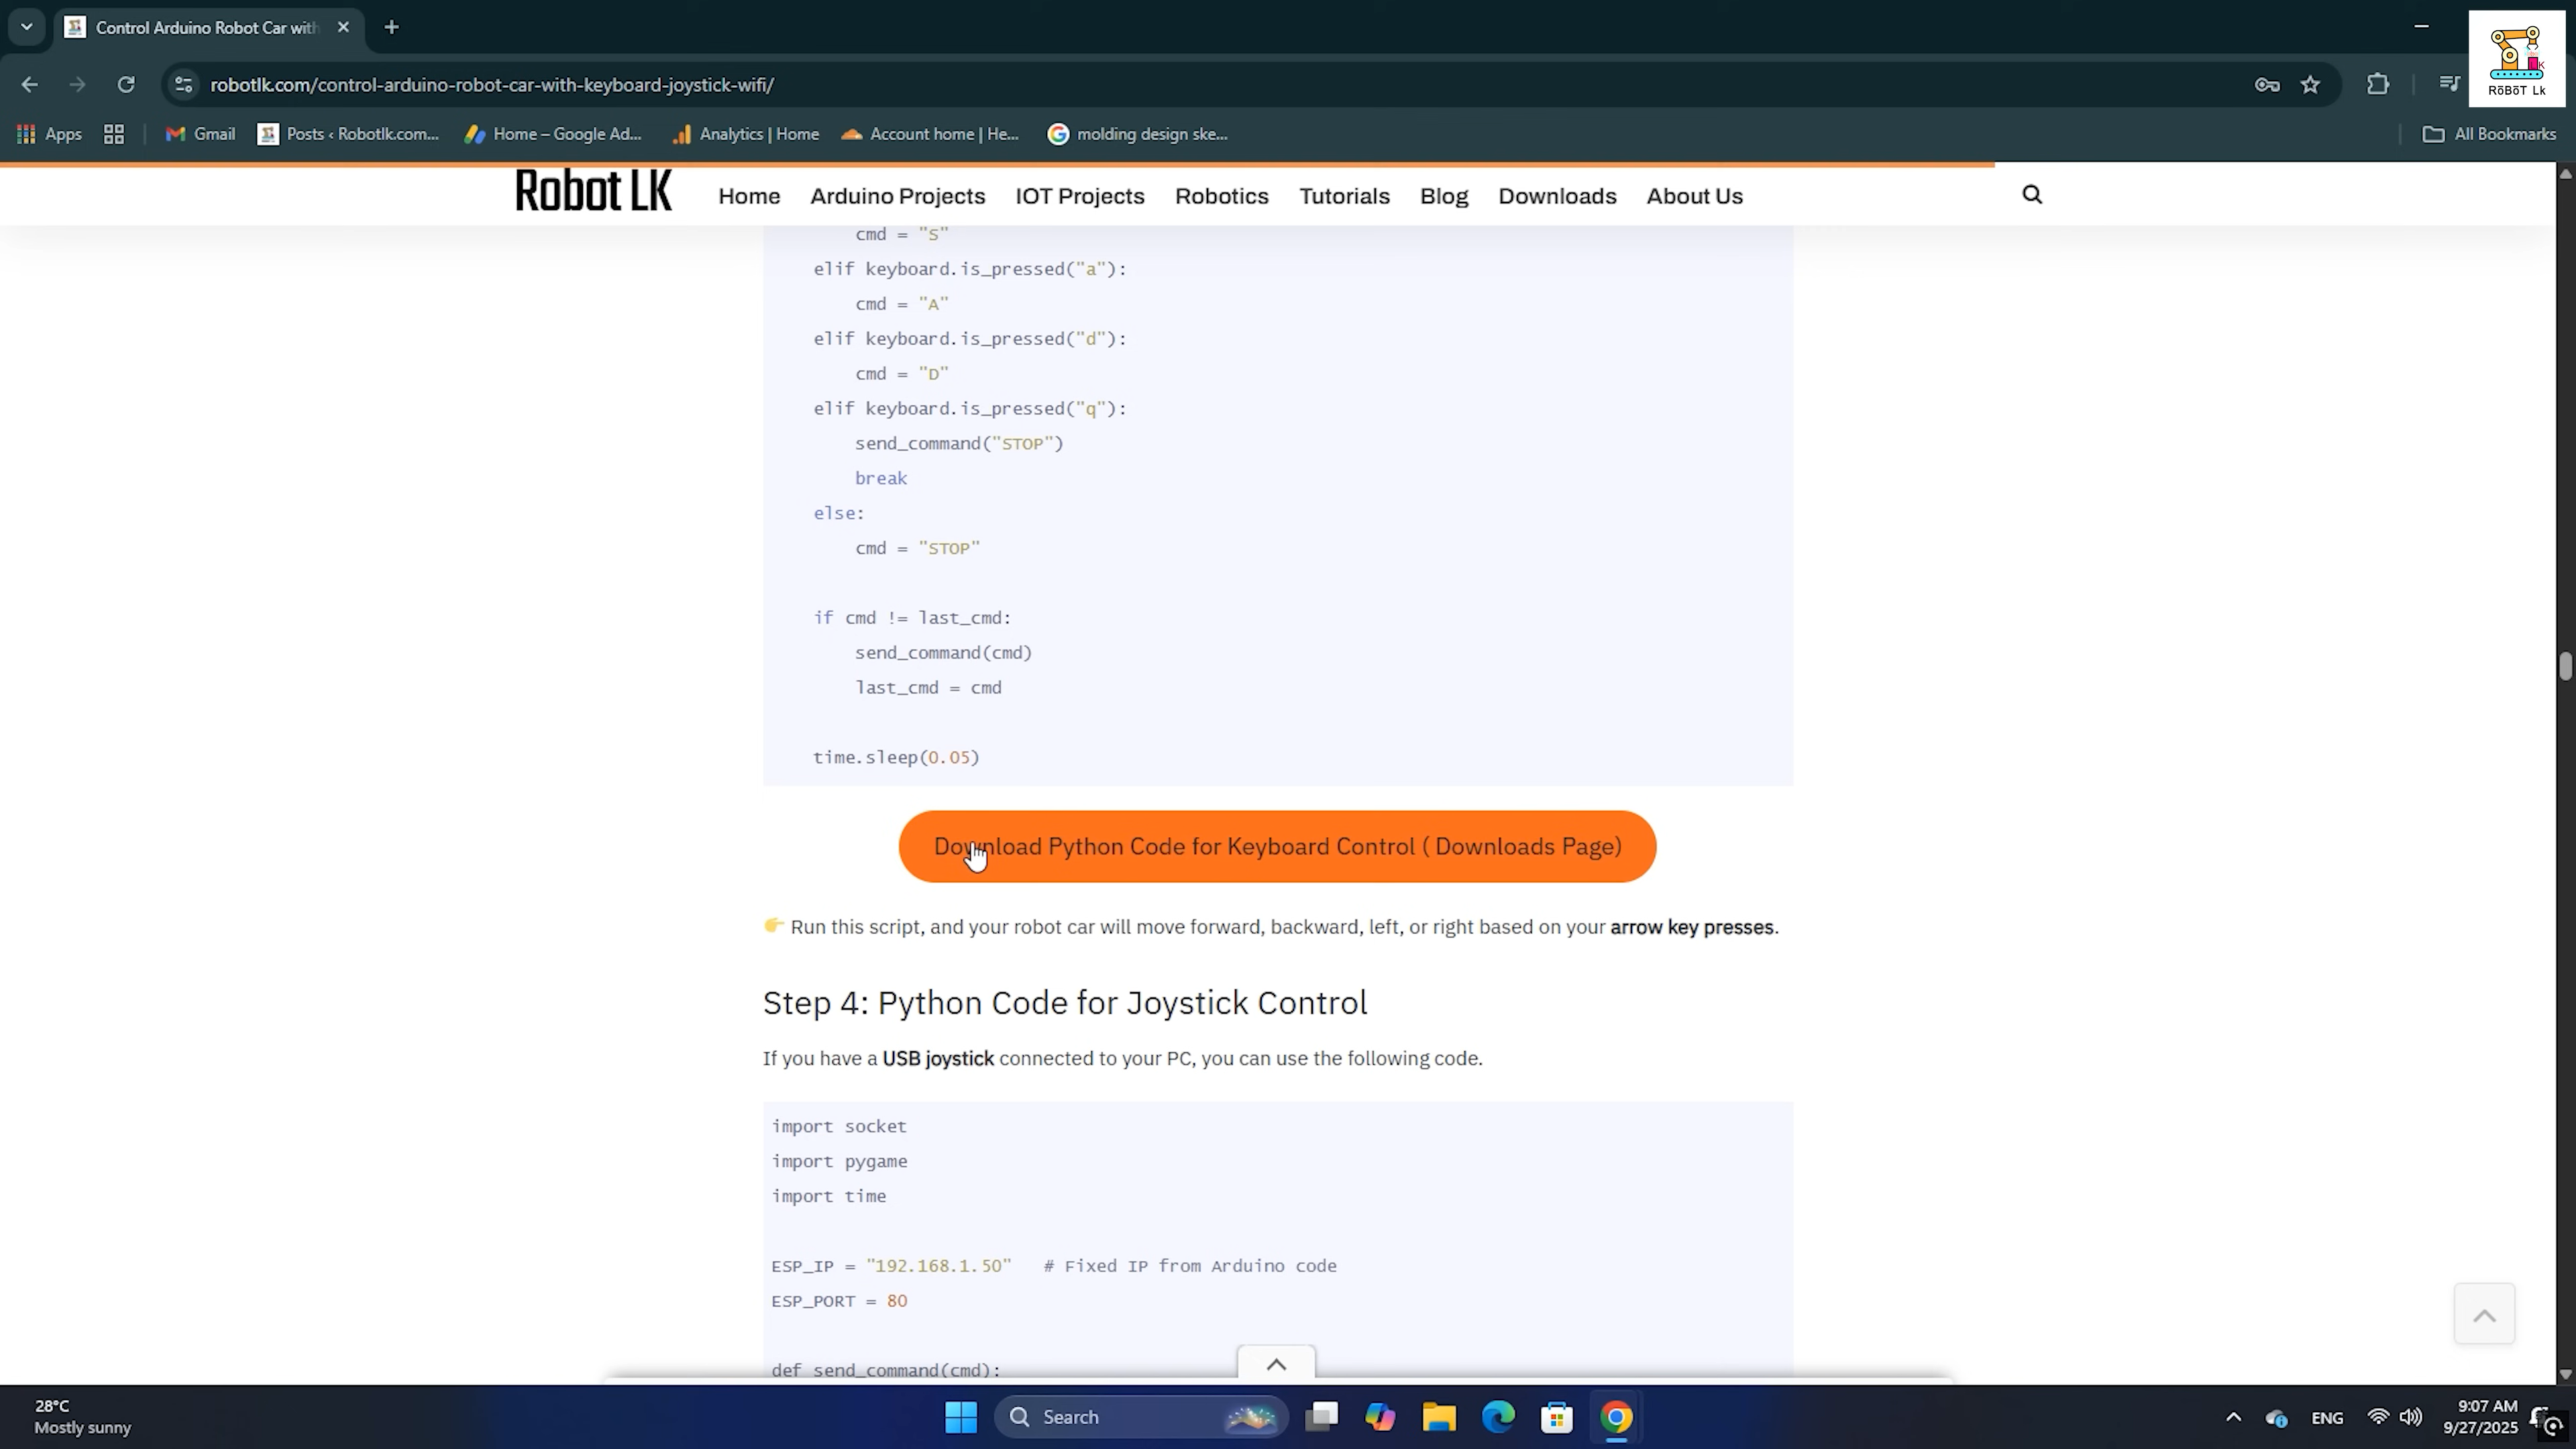 Control Arduino Robot Car with
robotlk.com/control-arduino-robot-car-with-keyboard-joystick-wifi/
RöBöT Lk
Apps Gmail Posts ‹ Robotlk.com... Home – Google Ad... Analytics | Home Account home | He... molding design ske... All Bookmarks
Robot LK Home Arduino Projects IOT Projects Robotics Tutorials Blog Downloads About Us
cmd = "S"
elif keyboard.is_pressed("a"):
cmd = "A"
elif keyboard.is_pressed("d"):
cmd = "D"
elif keyboard.is_pressed("q"):
send_command("STOP")
break
else:
cmd = "STOP"
if cmd != last_cmd:
send_command(cmd)
last_cmd = cmd
time.sleep(0.05)
Download Python Code for Keyboard Control ( Downloads Page)
👉 Run this script, and your robot car will move forward, backward, left, or right based on your arrow key presses.
Step 4: Python Code for Joystick Control
If you have a USB joystick connected to your PC, you can use the following code.
import socket
import pygame
import time
ESP_IP = "192.168.1.50" # Fixed IP from Arduino code
ESP_PORT = 80
def send_command(cmd):
28°C
Mostly sunny
Search
ENG
9:07 AM
9/27/2025